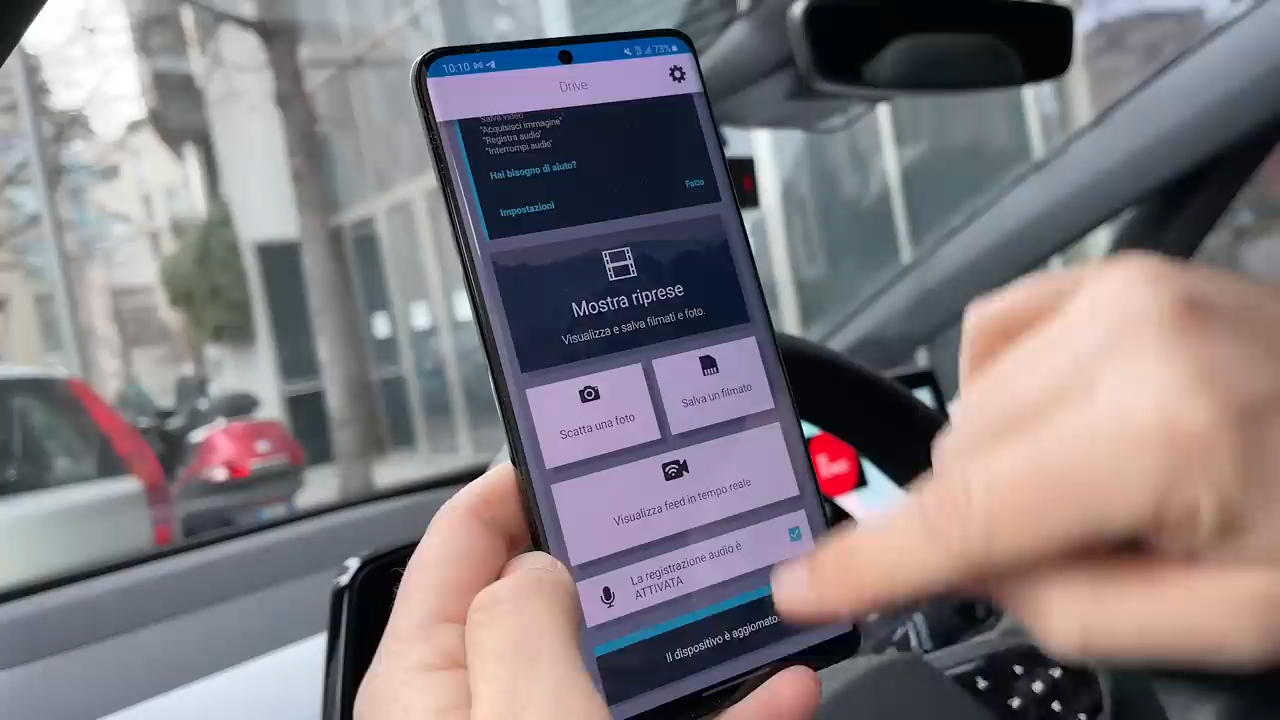 10:10
73%
Drive
"Acquisisci immagine"
"Registra audio"
"Interrompi audio"
Hai bisogno di aiuto?
Fatto
Impostazioni
Mostra riprese
Visualizza e salva filmati e foto.
Scatta una foto
Salva un filmato
Visualizza feed in tempo reale
La registrazione audio è
ATTIVATA
Il dispositivo è aggiornato.